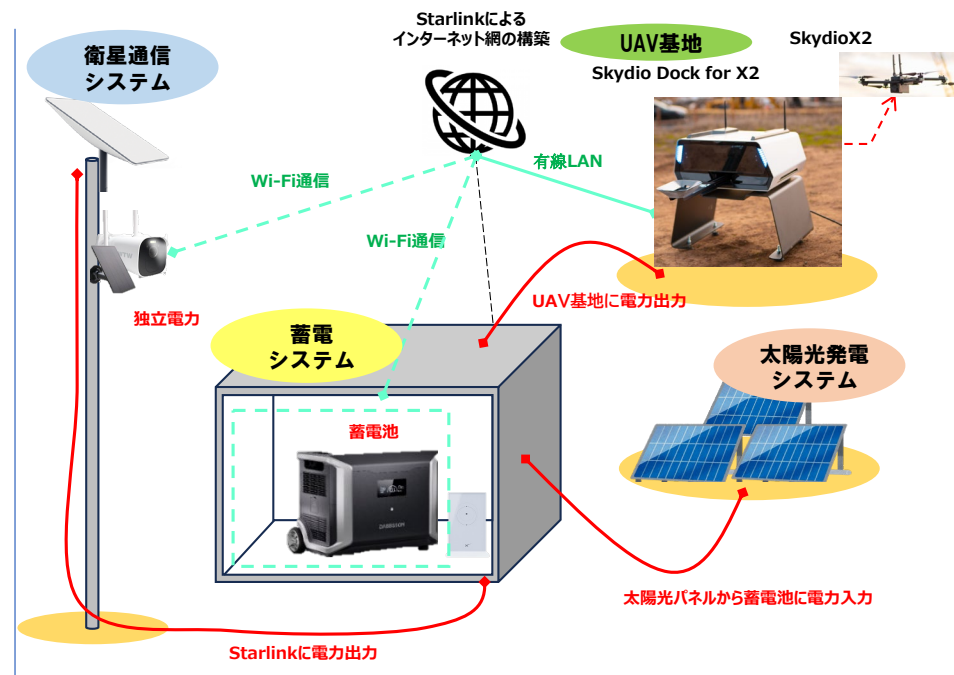 Starlinkによる
インターネット網の構築
UAV基地
SkydioX2
Skydio Dock for X2
衛星通信
システム
有線LAN
Wi-Fi通信
Wi-Fi通信
UAV基地に電力出力
独立電力
蓄電
システム
太陽光発電
システム
蓄電池
太陽光パネルから蓄電池に電力入力
Starlinkに電力出力